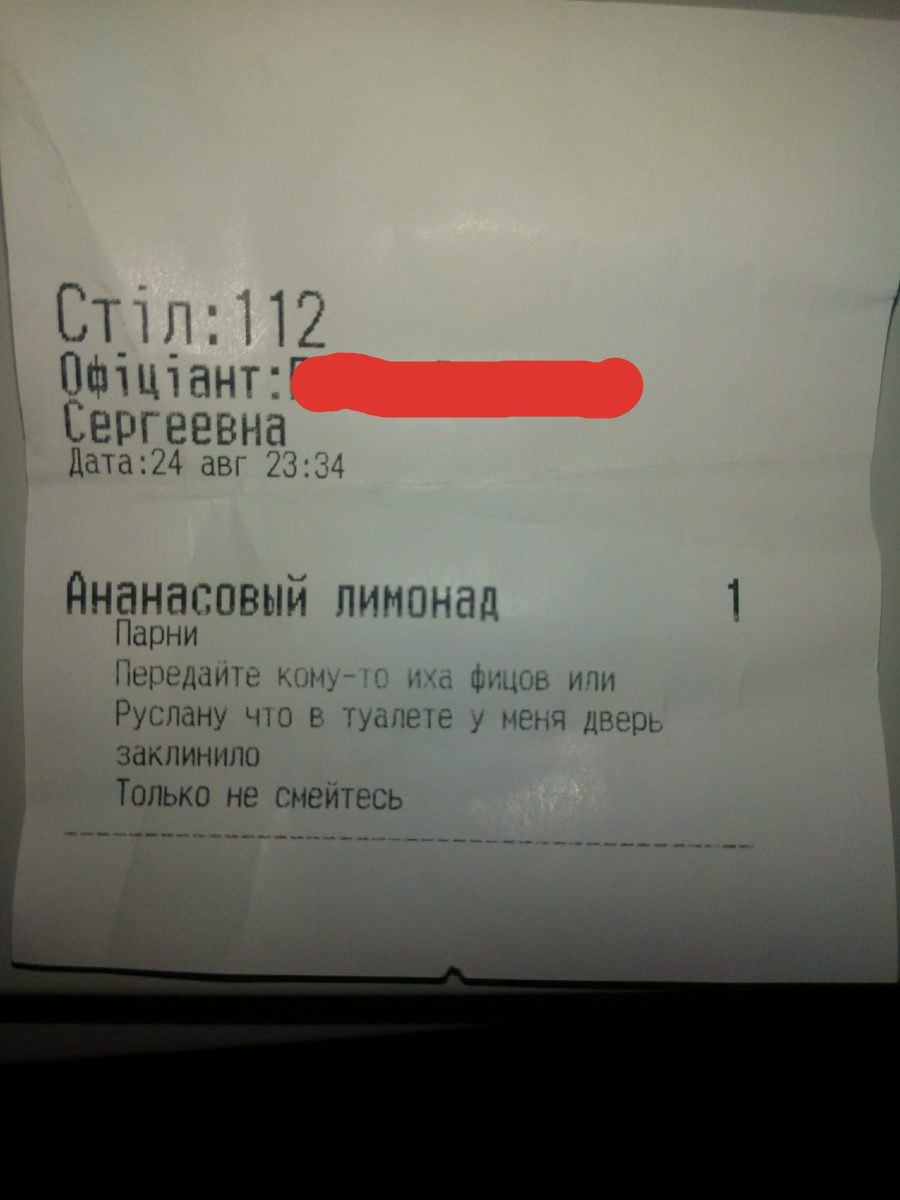 Стіл:112
Офіціант:
Сергеевна
Дата:24 авг 23:34
Ананасовый лимонад 1
Парни
Передайте кому-то иха фицов или
Руслану что в туалете у меня дверь
заклинило
Только не смейтесь